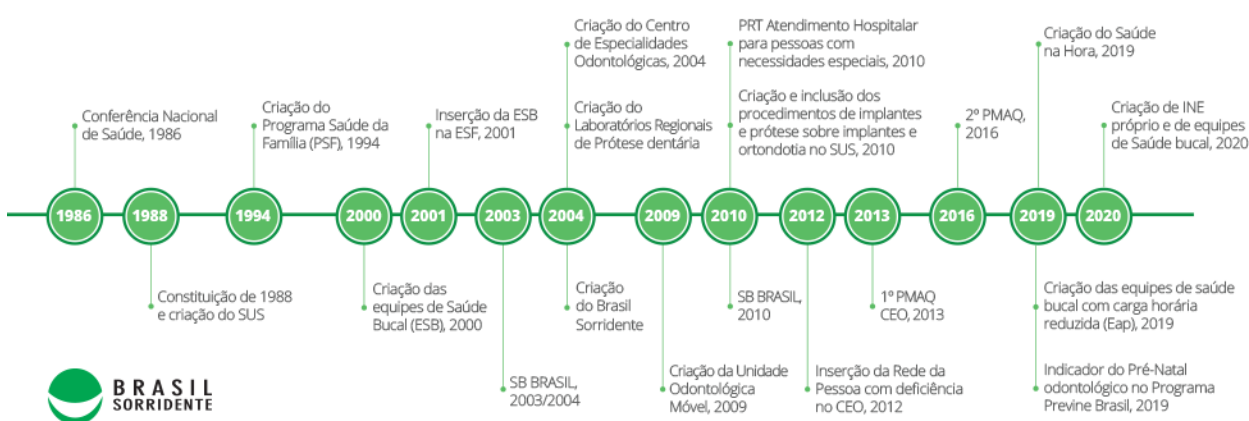 Criação do Centro
de Especialidades
Odontológicas, 2004
PRT Atendimento Hospitalar
para pessoas com
necessidades especiais, 2010
Criação do Saúde
na Hora, 2019
Conferência Nacional
de Saúde, 1986
Criação do
Programa Saúde da
Família (PSF), 1994
Inserção da ESB
na ESF, 2001
Criação do
Laboratórios Regionais
de Prótese dentária
Criação e inclusão dos
procedimentos de implantes
e prótese sobre implantes e
ortondotia no SUS, 2010
2º PMAQ,
2016
Criação de INE
próprio e de equipes
de Saúde bucal, 2020
1986
1988
1994
2000
2001
2003
2004
2009
2010
2012
2013
2016
2019
2020
Constituição de 1988
e criação do SUS
Criação das
equipes de Saúde
Bucal (ESB), 2000
Criação
do Brasil
Sorridente
SB BRASIL,
2010
1º PMAQ
CEO, 2013
Criação das equipes de saúde
bucal com carga horária
reduzida (Eap), 2019
SB BRASIL,
2003/2004
Criação da Unidade
Odontológica
Móvel, 2009
Inserção da Rede da
Pessoa com deficiência
no CEO, 2012
Indicador do Pré-Natal
odontológico no Programa
Previne Brasil, 2019
BRASIL
SORRIDENTE